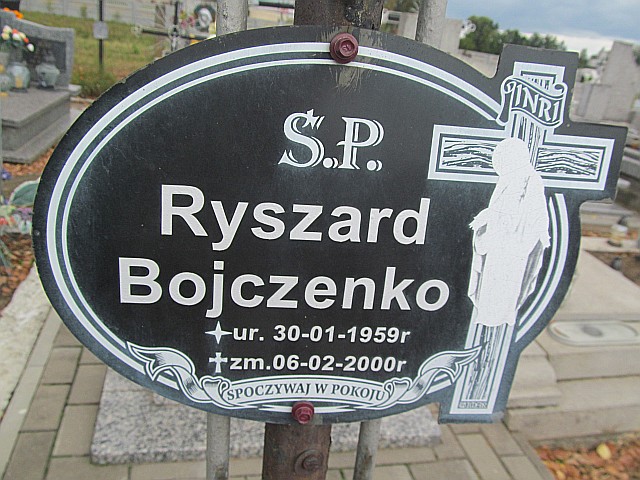 INRI
Ś.P.
Ryszard
Bojczenko
ur. 30-01-1959r
zm.06-02-2000r
SPOCZYWAJ W POKOJU